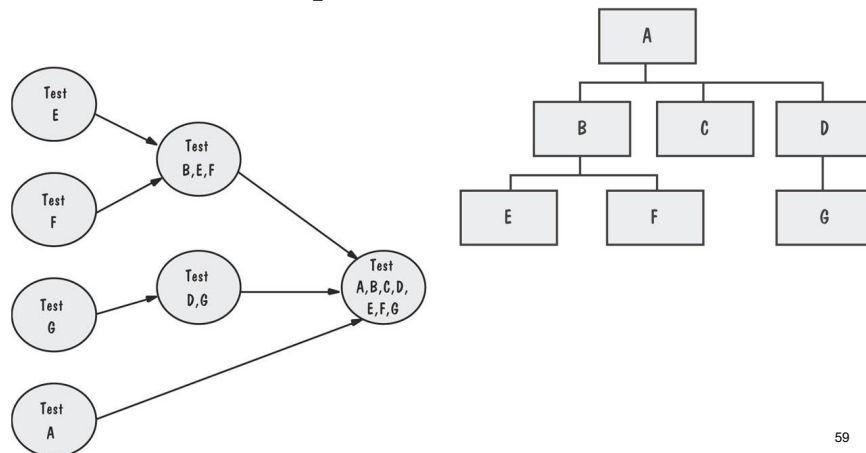 Test
E
Test
F
Test
G
Test
A
Test
B,E,F
Test
D,G
Test
A,B,C,D,
E,F,G
A
B
C
D
E
F
G
59